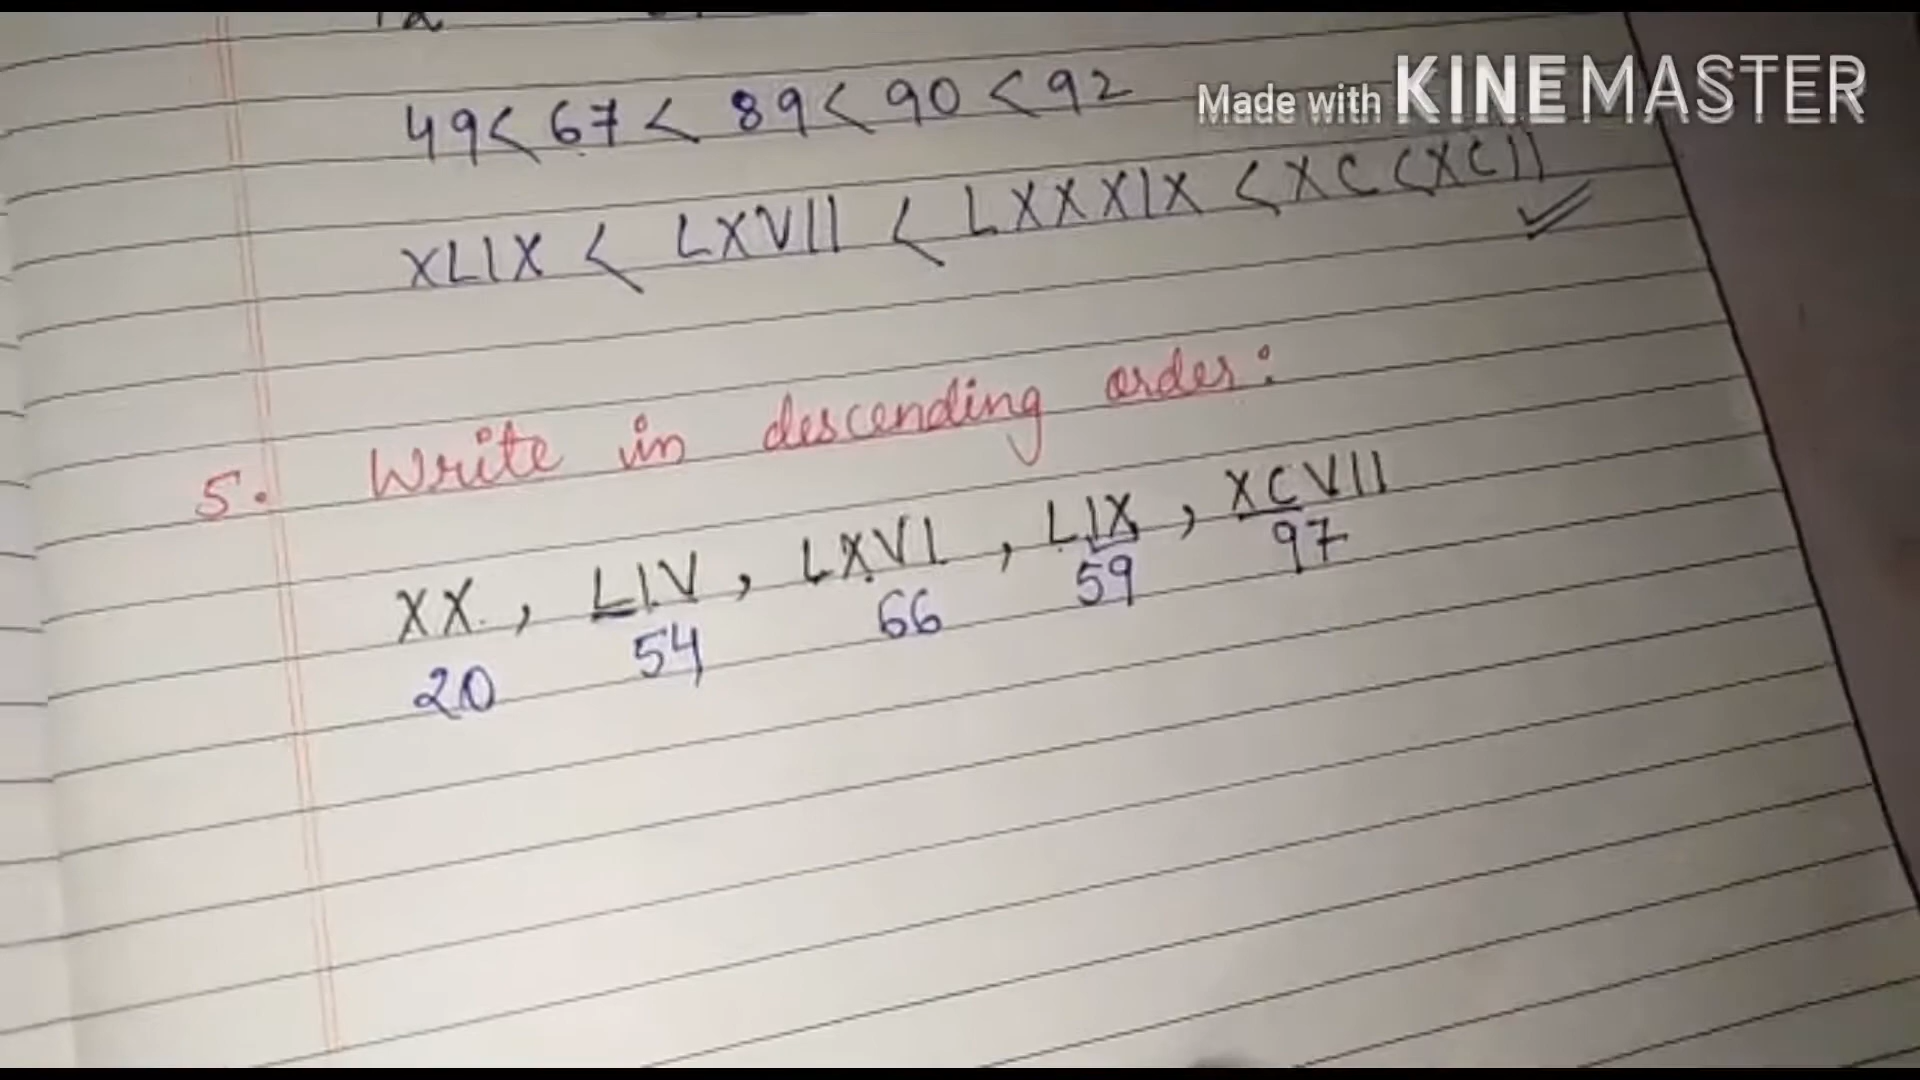 Made with KINEMASTER
49 < 67 < 89 < 90 < 92
XLIX < LXVII < LXXXIX < XC < XCII
5. Write in descending order:
XX, LIV, LXVI, LIX, XCVII
20 54 66 59 97